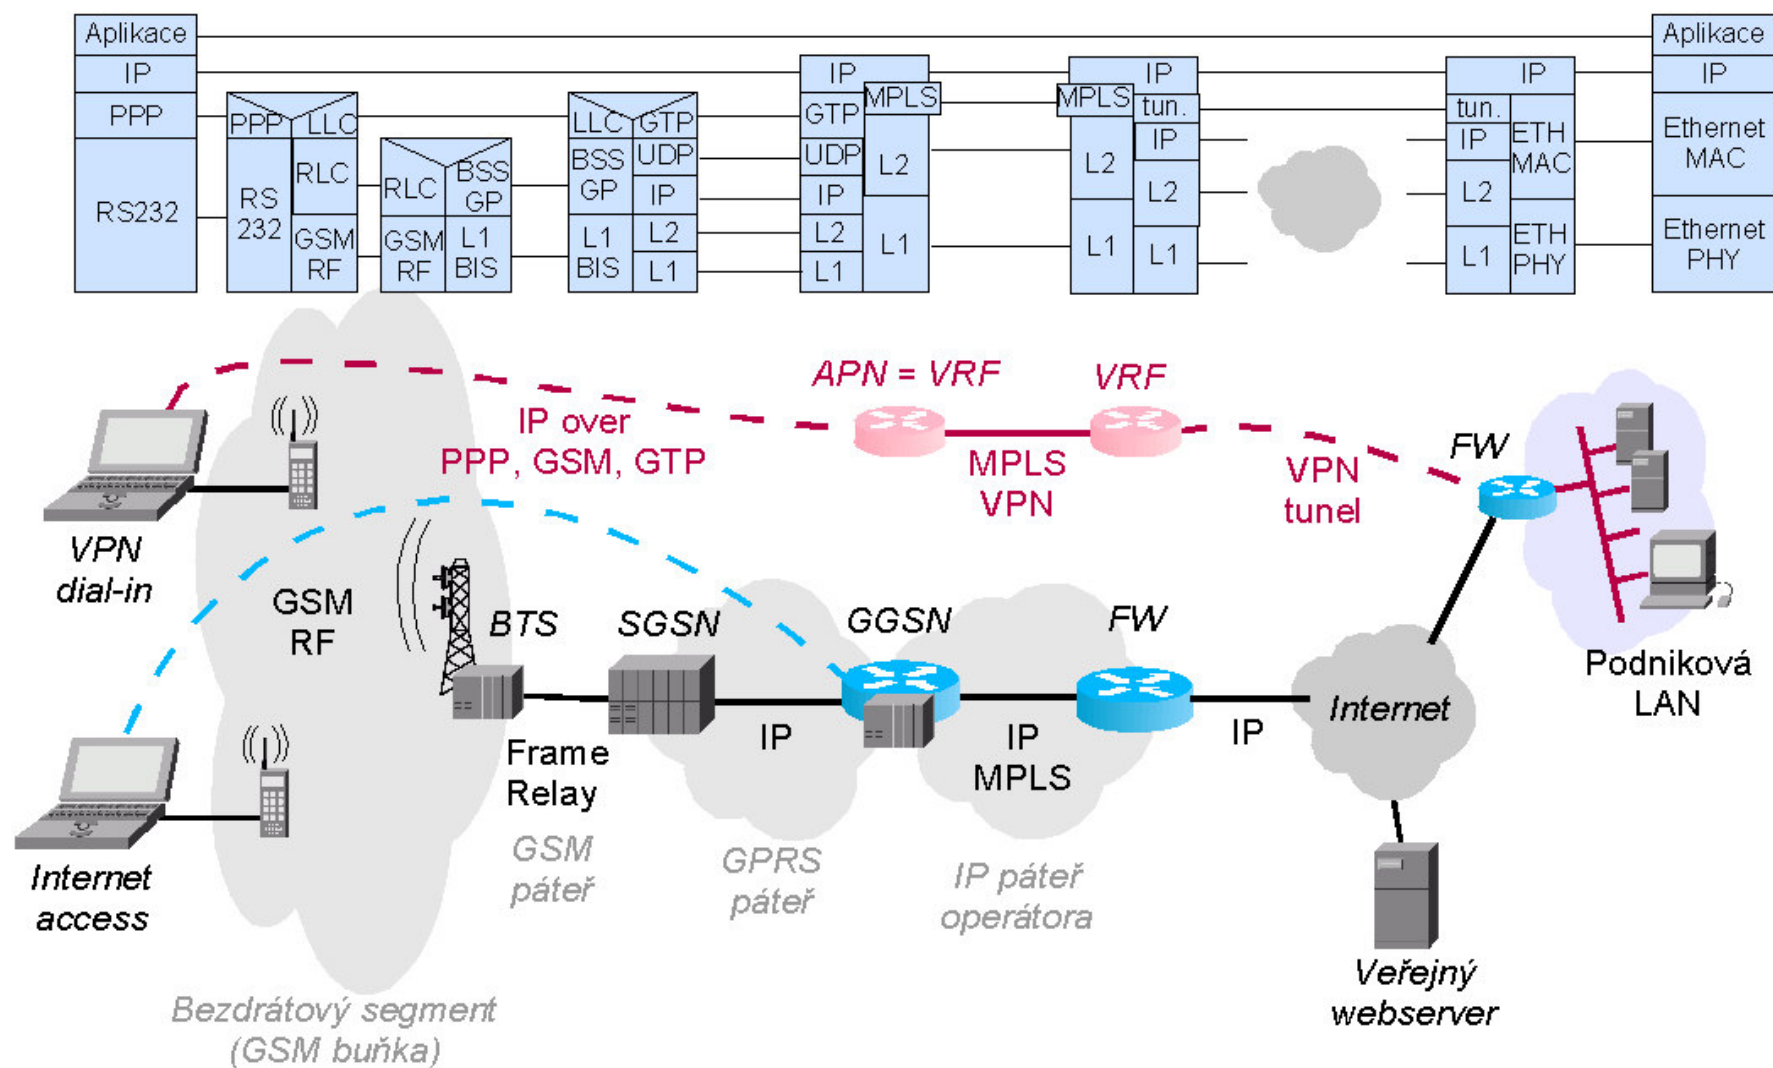 Aplikace
IP
PPP
RS232
PPP
LLC
RS
232
RLC
GSM
RF
RLC
BSS
GP
GSM
RF
L1
BIS
LLC
GTP
BSS
GP
UDP
IP
L1
BIS
L2
L1
IP
MPLS
GTP
UDP
L2
IP
L2
L1
L1
IP
MPLS
tun.
IP
L2
L2
L1
L1
IP
tun.
IP
ETH
MAC
L2
L1
ETH
PHY
Aplikace
IP
Ethernet
MAC
Ethernet
PHY
APN = VRF
VRF
IP over
PPP, GSM, GTP
MPLS
VPN
VPN
tunel
FW
VPN
dial-in
GSM
RF
BTS
SGSN
GGSN
FW
Podniková
LAN
Internet
IP
IP
MPLS
IP
Frame
Relay
GSM
páteř
GPRS
páteř
IP páteř
operátora
Internet
access
Veřejný
webserver
Bezdrátový segment
(GSM buňka)